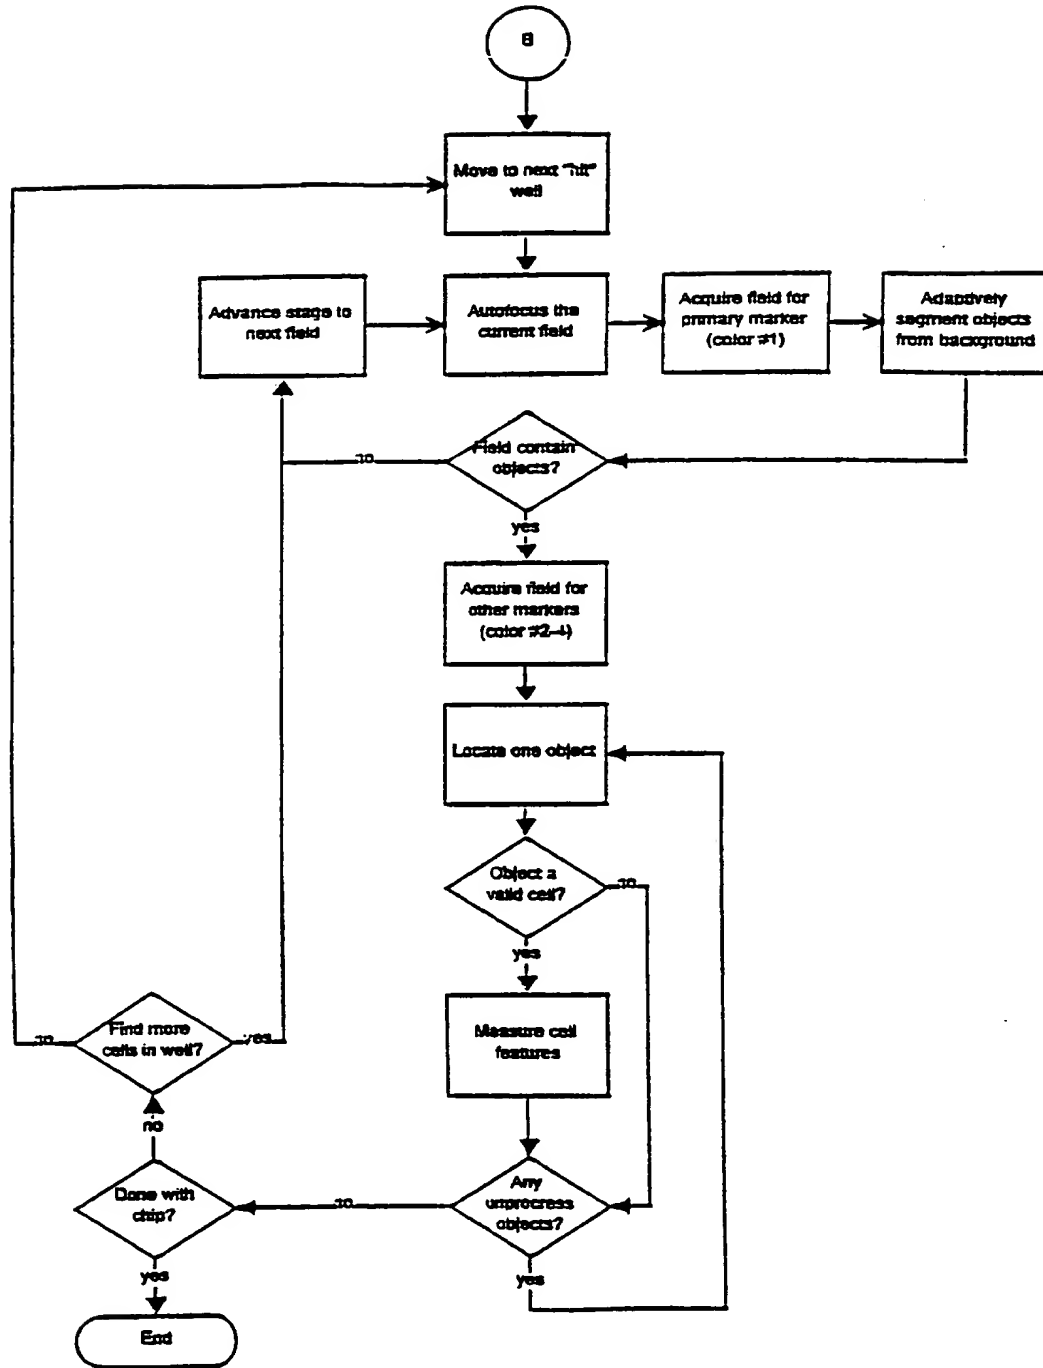 B
Move to next "hit"
well
Advance stage to
next field
Autofocus the
current field
Acquire field for
primary marker
(color #1)
Adaptively
segment objects
from background
Field contain
objects?
no
yes
Acquire field for
other markers
(color #2-4)
Locate one object
Object a
valid cell?
no
yes
Measure cell
features
Find more
cells in well?
no
yes
no
Any
unprocress
objects?
no
yes
Done with
chip?
yes
End